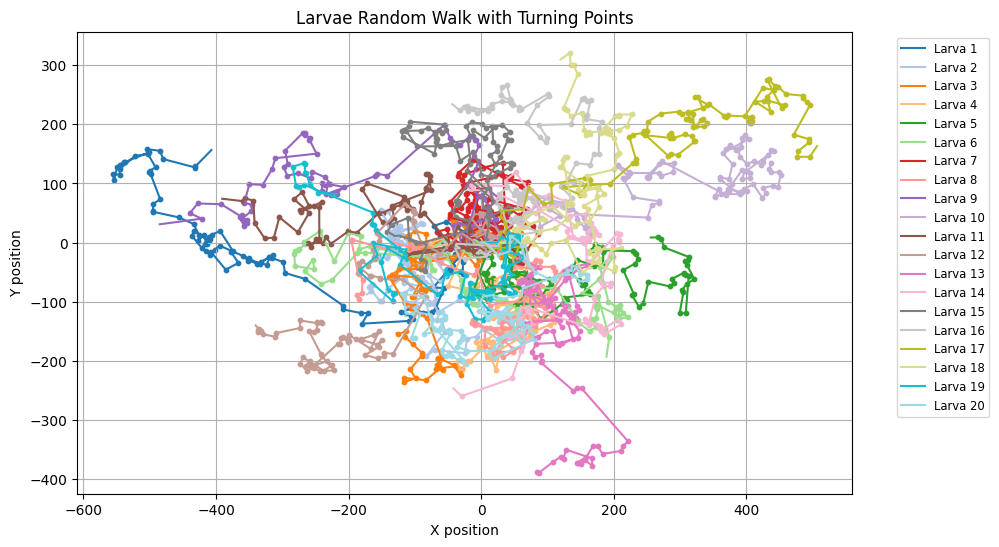 Larvae Random Walk with Turning Points
Y position
300
200
100
0
−100
−200
−300
−400
−600
−400
−200
0
200
400
X position
Larva 1
Larva 2
Larva 3
Larva 4
Larva 5
Larva 6
Larva 7
Larva 8
Larva 9
Larva 10
Larva 11
Larva 12
Larva 13
Larva 14
Larva 15
Larva 16
Larva 17
Larva 18
Larva 19
Larva 20